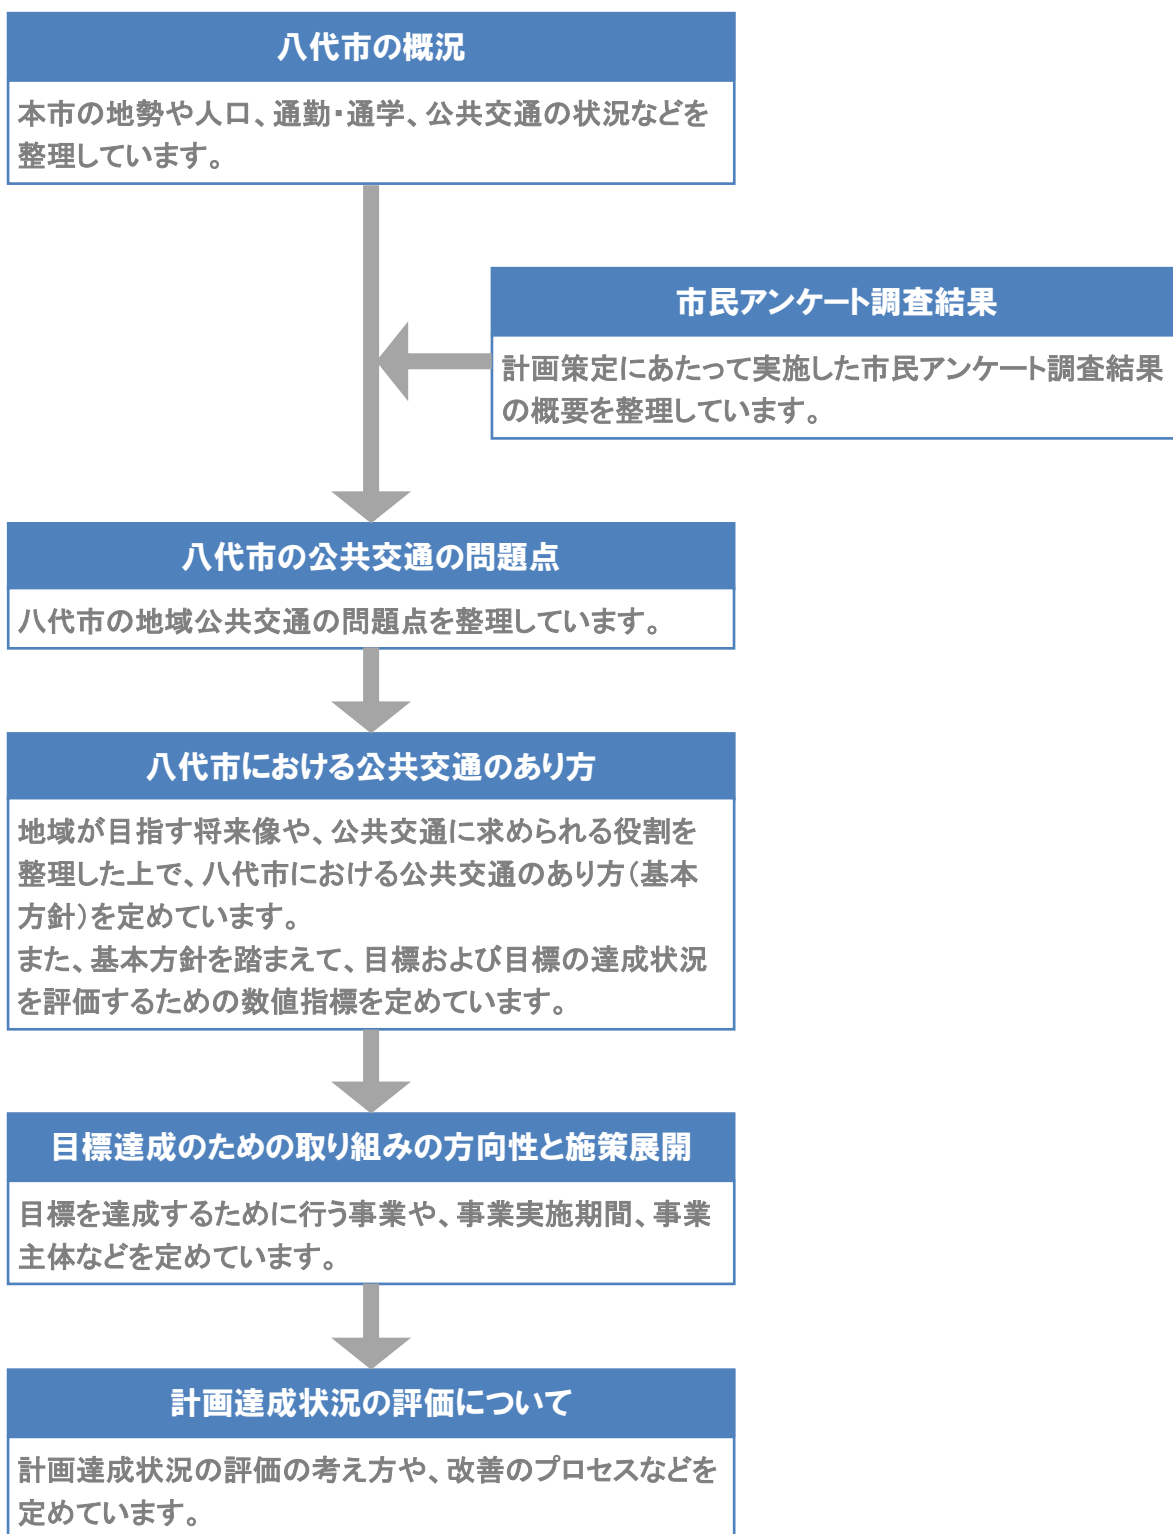 八代市の概況
本市の地勢や人口、通勤・通学、公共交通の状況などを
整理しています。
市民アンケート調査結果
計画策定にあたって実施した市民アンケート調査結果
の概要を整理しています。
八代市の公共交通の問題点
八代市の地域公共交通の問題点を整理しています。
八代市における公共交通のあり方
地域が目指す将来像や、公共交通に求められる役割を
整理した上で、八代市における公共交通のあり方（基本
方針）を定めています。
また、基本方針を踏まえて、目標および目標の達成状況
を評価するための数値指標を定めています。
目標達成のための取り組みの方向性と施策展開
目標を達成するために行う事業や、事業実施期間、事業
主体などを定めています。
計画達成状況の評価について
計画達成状況の評価の考え方や、改善のプロセスなどを
定めています。